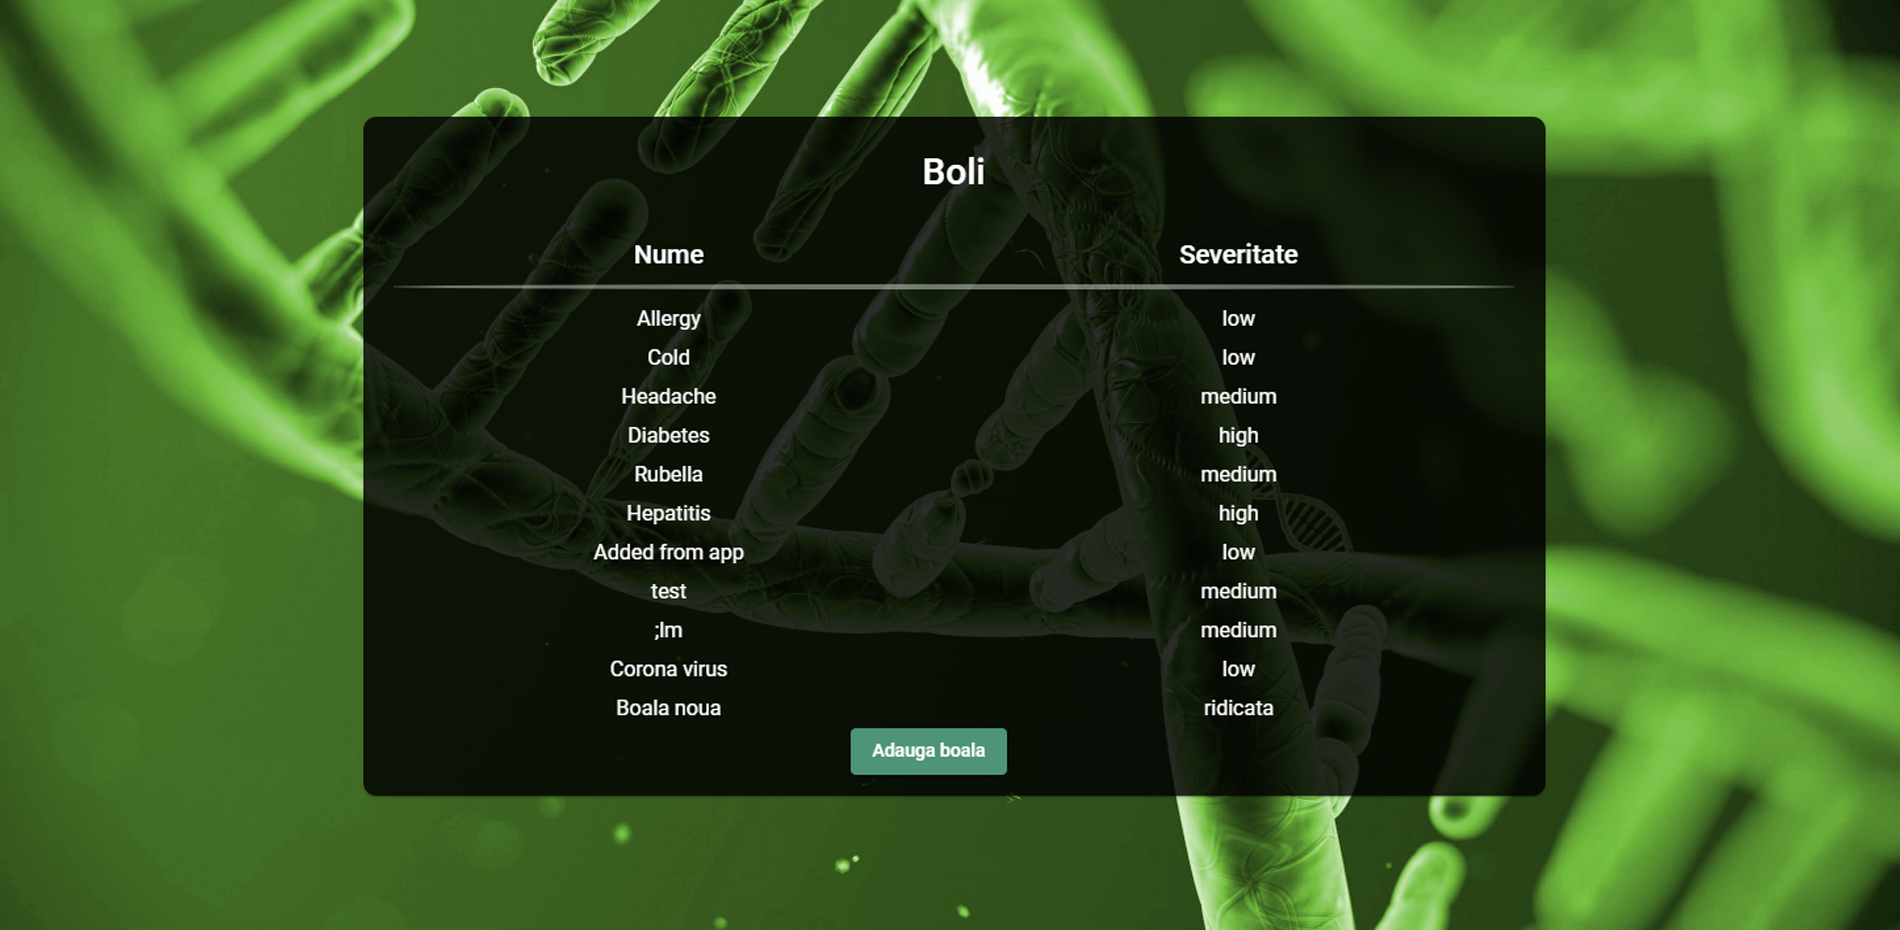 Boli
Nume Severitate
Allergy low
Cold low
Headache medium
Diabetes high
Rubella medium
Hepatitis high
Added from app low
test medium
;lm medium
Corona virus low
Boala noua ridicata
Adauga boala